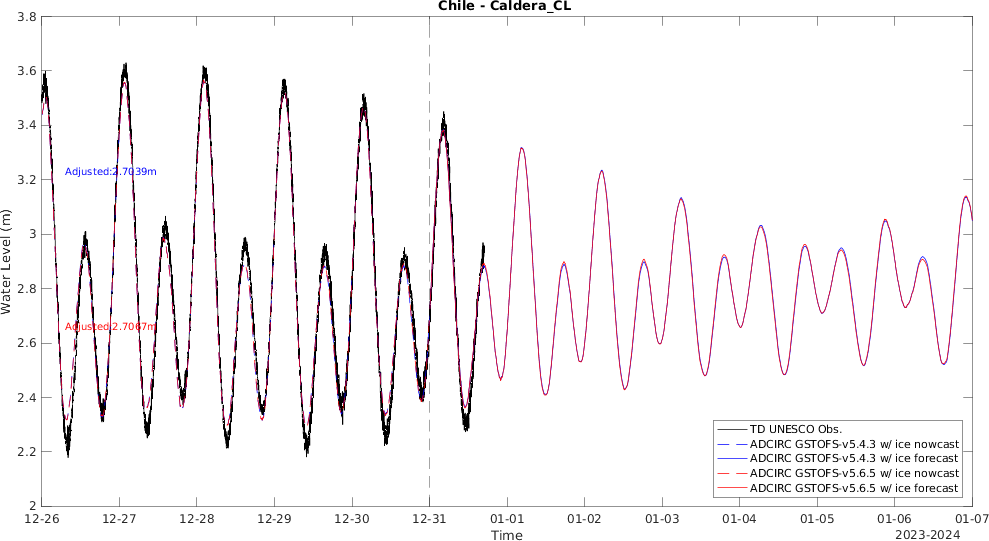 Chile - Caldera_CL
Water Level (m)
3.8
3.6
3.4
3.2
3
2.8
2.6
2.4
2.2
2
Adjusted:2.7039m
Adjusted:2.7067m
TD UNESCO Obs.
ADCIRC GSTOFS-v5.4.3 w/ ice nowcast
ADCIRC GSTOFS-v5.4.3 w/ ice forecast
ADCIRC GSTOFS-v5.6.5 w/ ice nowcast
ADCIRC GSTOFS-v5.6.5 w/ ice forecast
12-26 12-27 12-28 12-29 12-30 12-31 01-01 01-02 01-03 01-04 01-05 01-06 01-07
Time
2023-2024